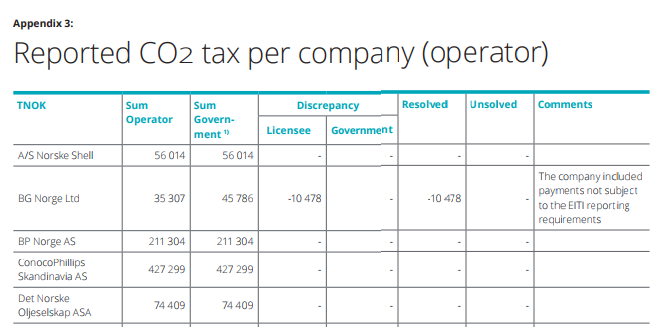 Appendix 3:
Reported CO2 tax per company (operator)
TNOK Sum Operator Sum Govern-ment 1) Discrepancy Resolved Unsolved Comments
Licensee Government
A/S Norske Shell 56 014 56 014 - - - -
BG Norge Ltd 35 307 45 786 -10 478 - -10 478 - The company included
payments not subject
to the EITI reporting
requirements
BP Norge AS 211 304 211 304 - - - -
ConocoPhillips
Skandinavia AS 427 299 427 299 - - - -
Det Norske
Oljeselskap ASA 74 409 74 409 - - - -